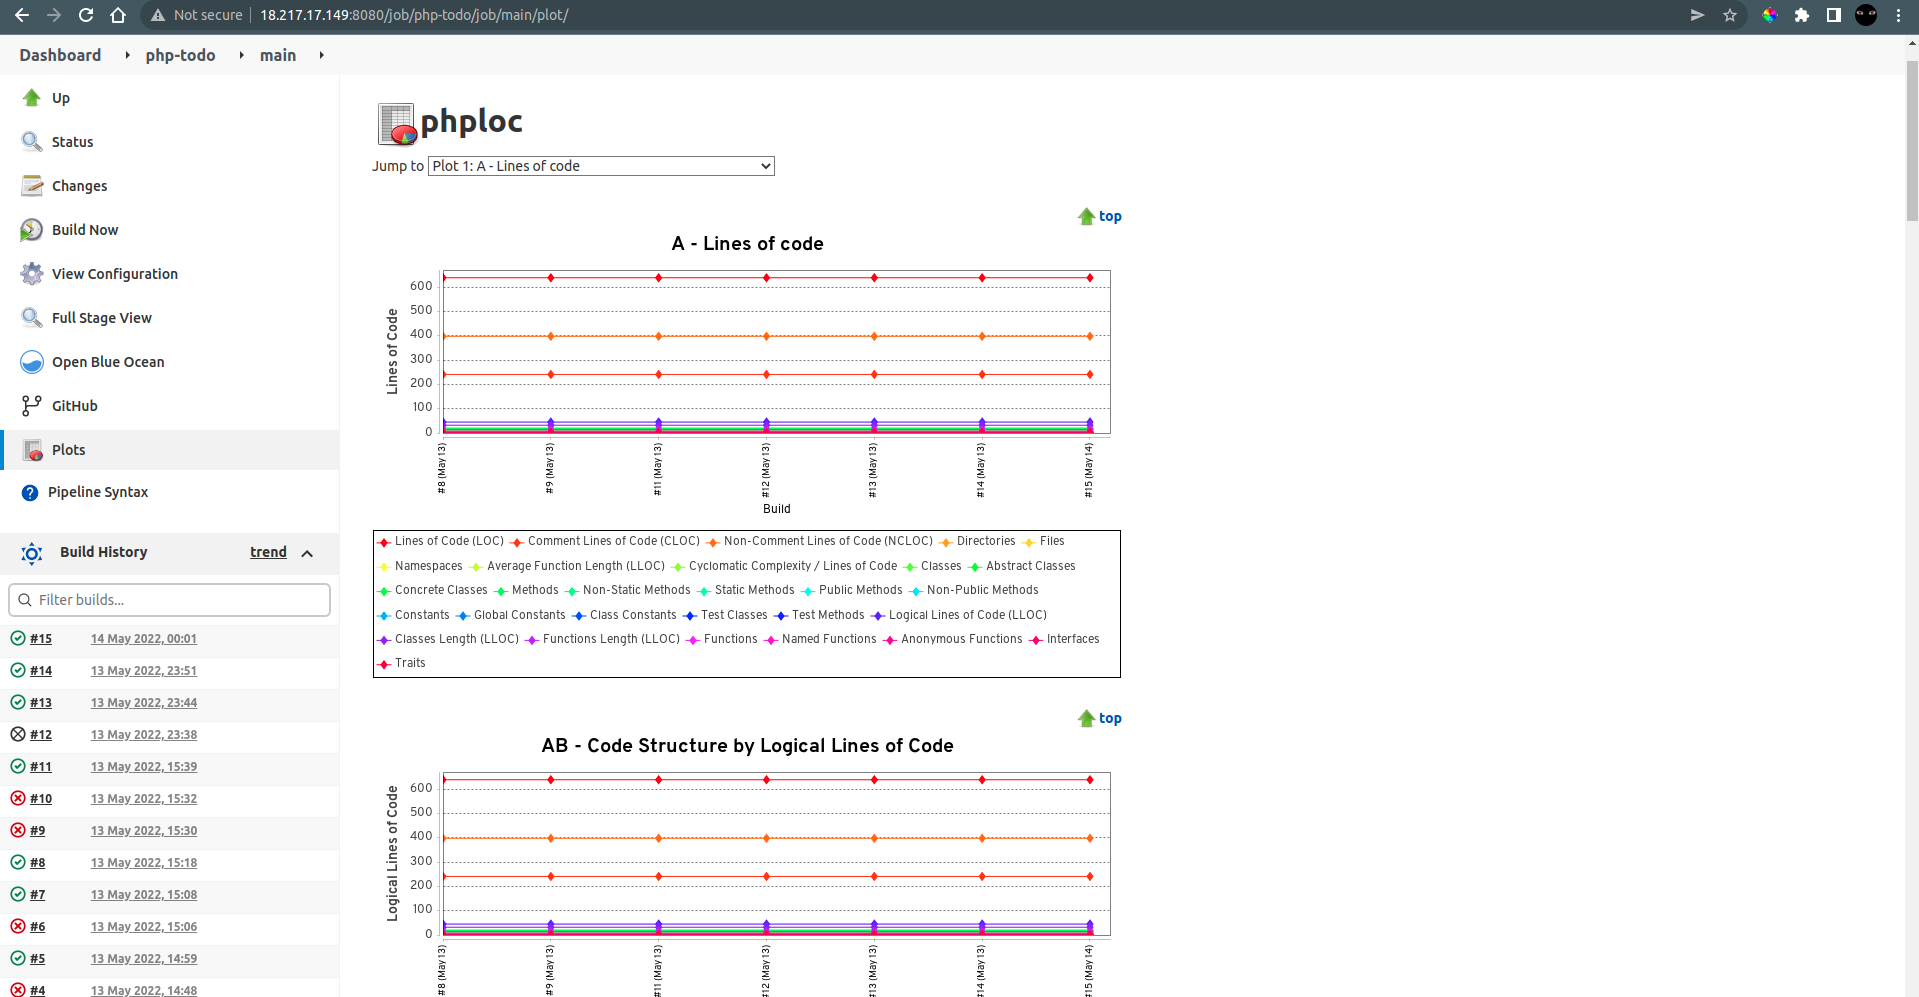 Not secure 18.217.17.149:8080/job/php-todo/job/main/plot/
Dashboard php-todo main
Up
Status
Changes
Build Now
View Configuration
Full Stage View
Open Blue Ocean
GitHub
Plots
Pipeline Syntax
Build History trend
Filter builds...
#15 14 May 2022, 00:01
#14 13 May 2022, 23:51
#13 13 May 2022, 23:44
#12 13 May 2022, 23:38
#11 13 May 2022, 15:39
#10 13 May 2022, 15:32
#9 13 May 2022, 15:30
#8 13 May 2022, 15:18
#7 13 May 2022, 15:08
#6 13 May 2022, 15:06
#5 13 May 2022, 14:59
#4 13 May 2022, 14:48
phploc
Jump to Plot 1: A - Lines of code
top
A - Lines of code
Lines of Code
600
500
400
300
200
100
0
#8 (May 13) #9 (May 13) #11 (May 13) #12 (May 13) #13 (May 13) #14 (May 13) #15 (May 14)
Build
Lines of Code (LOC) Comment Lines of Code (CLOC) Non-Comment Lines of Code (NCLOC) Directories Files
Namespaces Average Function Length (LLOC) Cyclomatic Complexity / Lines of Code Classes Abstract Classes
Concrete Classes Methods Non-Static Methods Static Methods Public Methods Non-Public Methods
Constants Global Constants Class Constants Test Classes Test Methods Logical Lines of Code (LLOC)
Classes Length (LLOC) Functions Length (LLOC) Functions Named Functions Anonymous Functions Interfaces
Traits
top
AB - Code Structure by Logical Lines of Code
Logical Lines of Code
600
500
400
300
200
100
0
#8 (May 13) #9 (May 13) #11 (May 13) #12 (May 13) #13 (May 13) #14 (May 13) #15 (May 14)